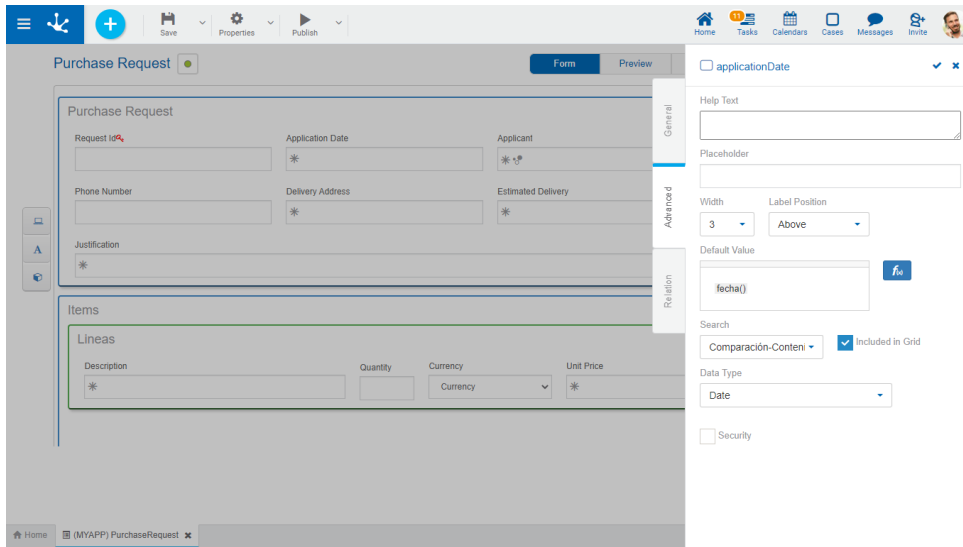 Save
Properties
Publish
Home
11
Tasks
Calendars
Cases
Messages
Invite
Purchase Request
Form
Preview
applicationDate
General
Advanced
Relation
Help Text
Placeholder
Width
Label Position
3
Above
Default Value
fecha()
f(x)
Search
Comparación-Conteni
Included in Grid
Data Type
Date
Security
Purchase Request
Request Id
Application Date
Applicant
Phone Number
Delivery Address
Estimated Delivery
Justification
A
Items
Lineas
Description
Quantity
Currency
Unit Price
Currency
Home
(MYAPP) PurchaseRequest